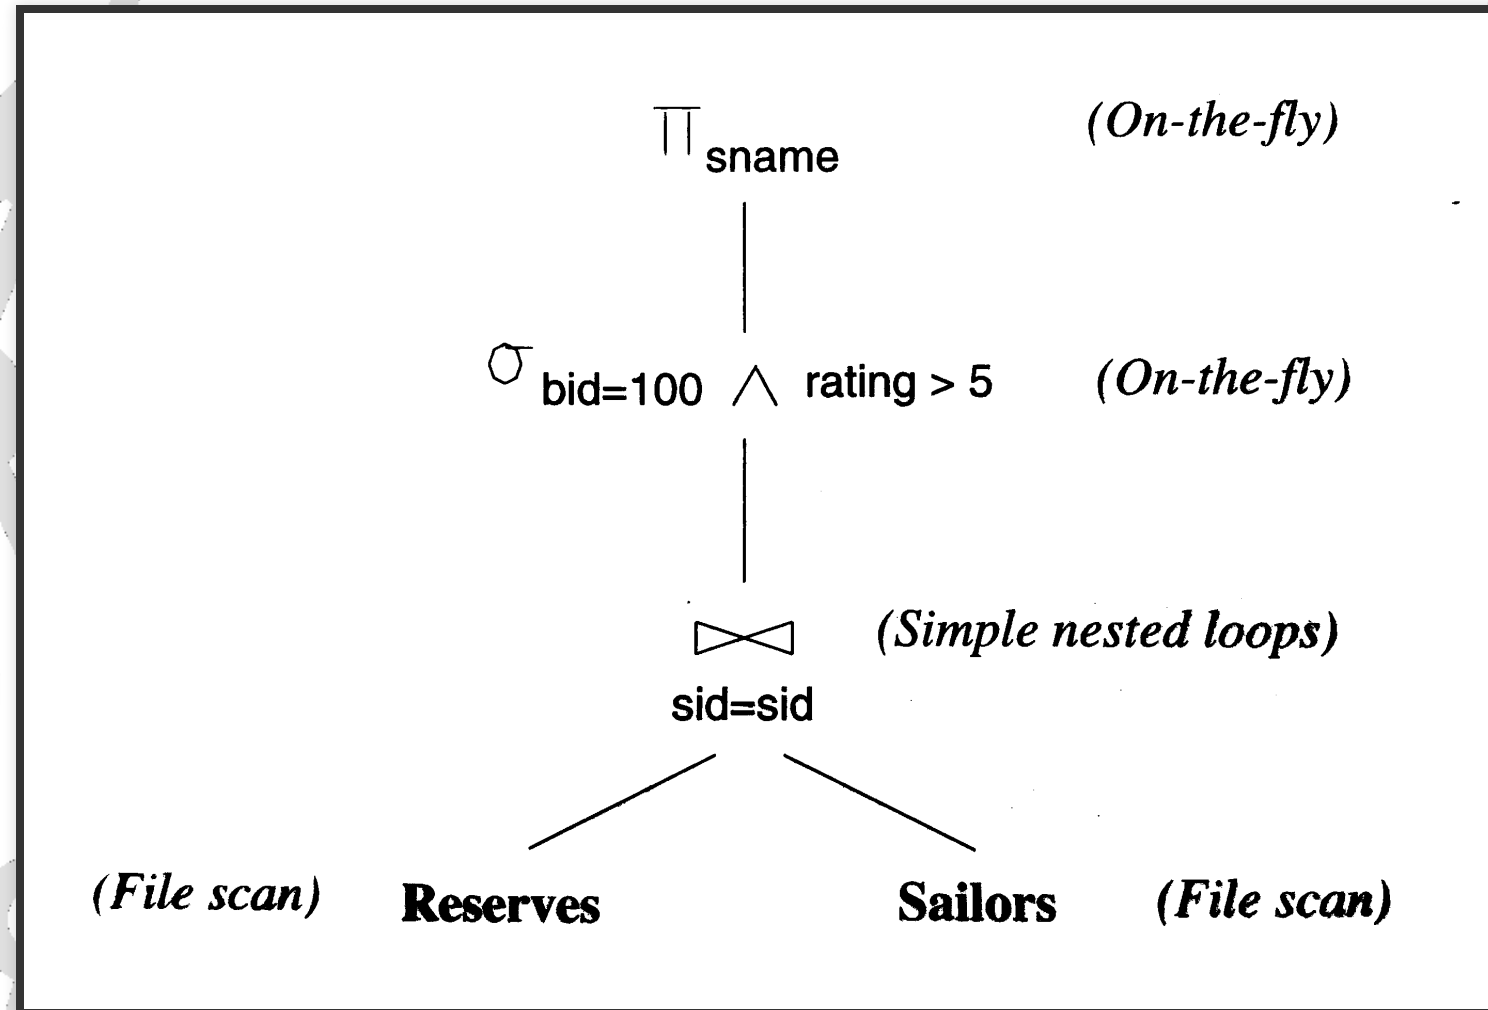 π sname (On-the-fly)
σ bid=100 ∧ rating > 5 (On-the-fly)
⋈ (Simple nested loops)
sid=sid
(File scan) Reserves Sailors (File scan)